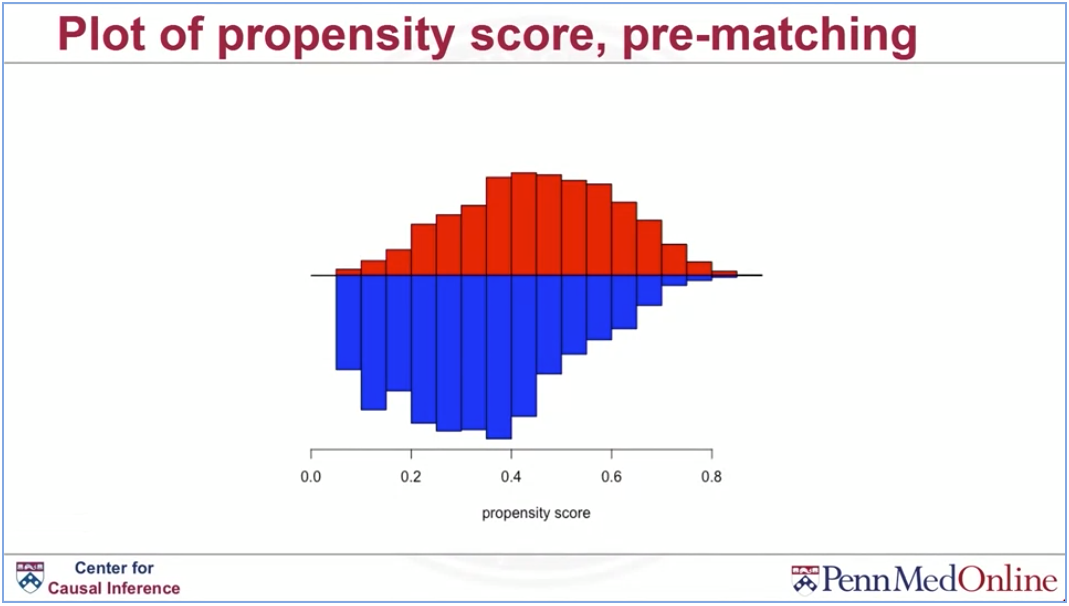 Plot of propensity score, pre-matching
0.0 0.2 0.4 0.6 0.8
propensity score
Center for
Causal Inference
PennMedOnline